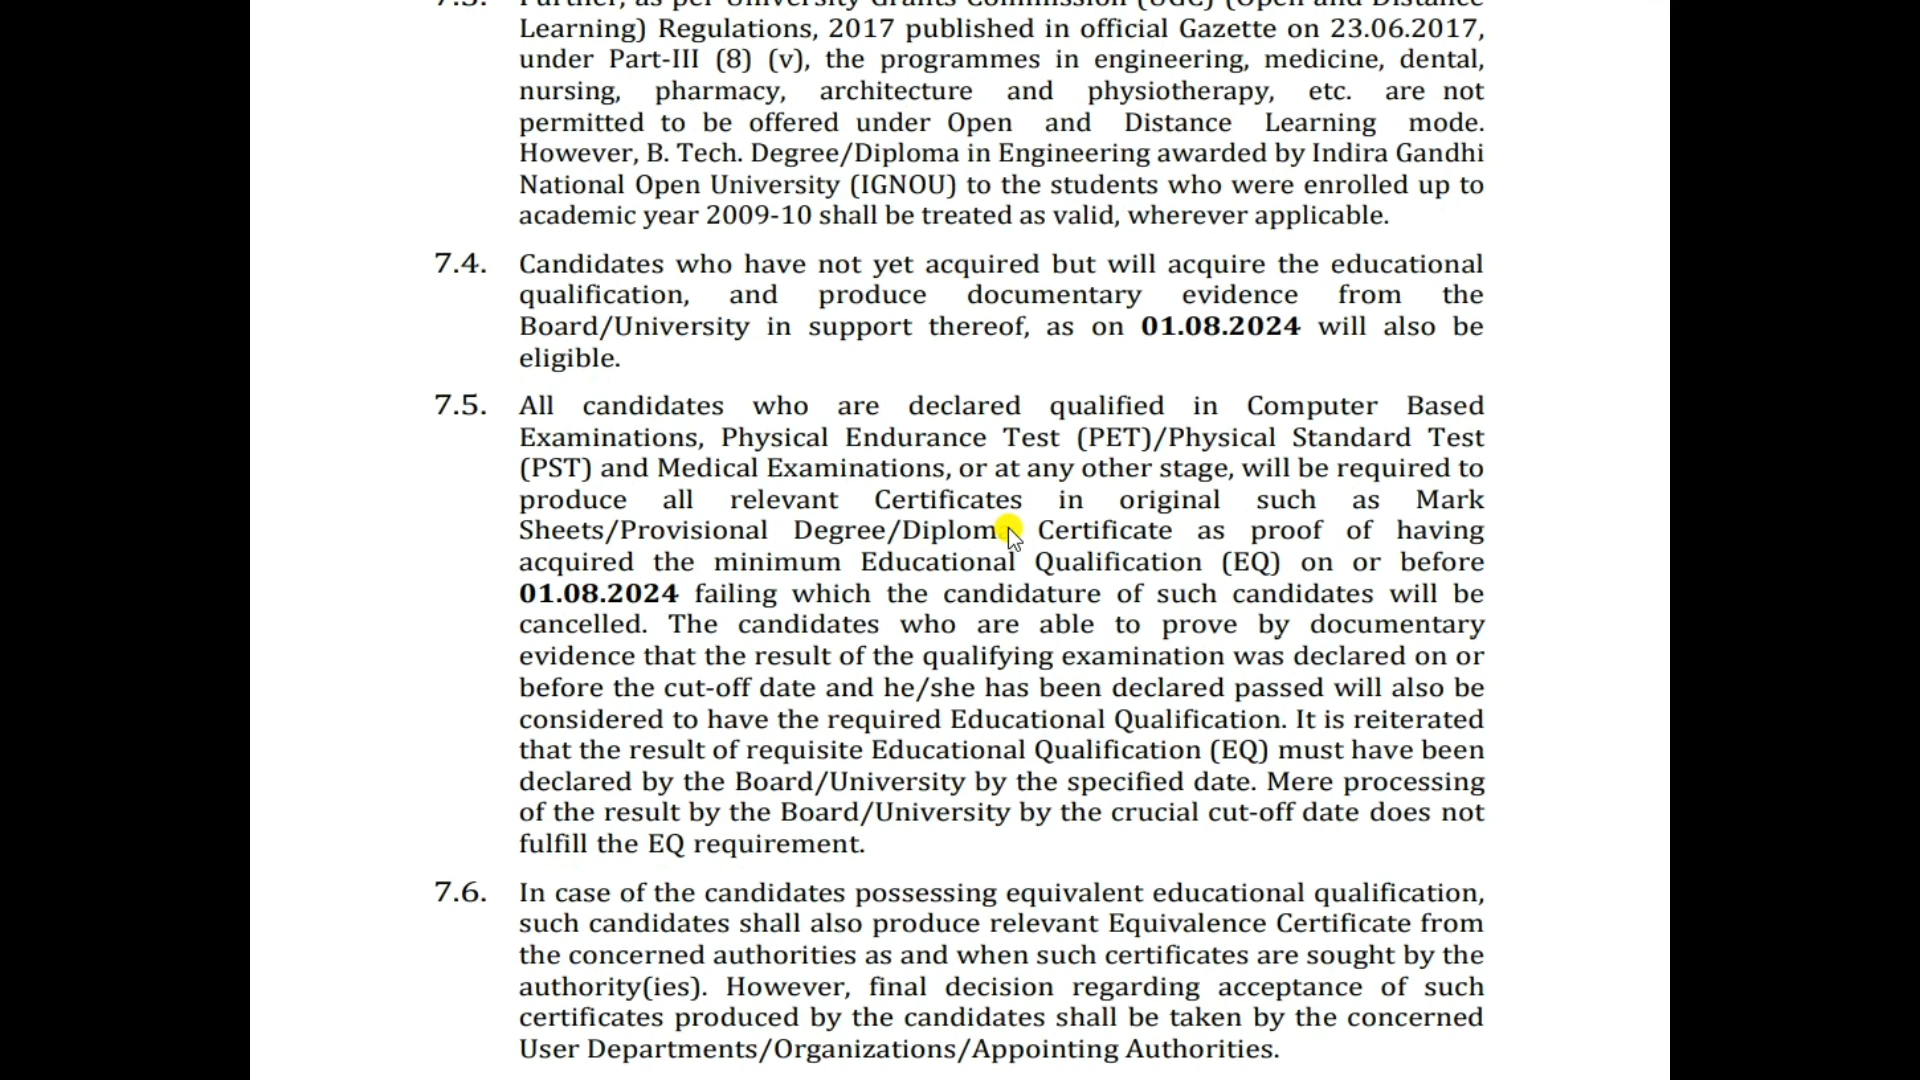 7.3. Further, as per University Grants Commission (UGC) (Open and Distance
Learning) Regulations, 2017 published in official Gazette on 23.06.2017,
under Part-III (8) (v), the programmes in engineering, medicine, dental,
nursing, pharmacy, architecture and physiotherapy, etc. are not
permitted to be offered under Open and Distance Learning mode.
However, B. Tech. Degree/Diploma in Engineering awarded by Indira Gandhi
National Open University (IGNOU) to the students who were enrolled up to
academic year 2009-10 shall be treated as valid, wherever applicable.
7.4. Candidates who have not yet acquired but will acquire the educational
qualification, and produce documentary evidence from the
Board/University in support thereof, as on 01.08.2024 will also be
eligible.
7.5. All candidates who are declared qualified in Computer Based
Examinations, Physical Endurance Test (PET)/Physical Standard Test
(PST) and Medical Examinations, or at any other stage, will be required to
produce all relevant Certificates in original such as Mark
Sheets/Provisional Degree/Diploma Certificate as proof of having
acquired the minimum Educational Qualification (EQ) on or before
01.08.2024 failing which the candidature of such candidates will be
cancelled. The candidates who are able to prove by documentary
evidence that the result of the qualifying examination was declared on or
before the cut-off date and he/she has been declared passed will also be
considered to have the required Educational Qualification. It is reiterated
that the result of requisite Educational Qualification (EQ) must have been
declared by the Board/University by the specified date. Mere processing
of the result by the Board/University by the crucial cut-off date does not
fulfill the EQ requirement.
7.6. In case of the candidates possessing equivalent educational qualification,
such candidates shall also produce relevant Equivalence Certificate from
the concerned authorities as and when such certificates are sought by the
authority(ies). However, final decision regarding acceptance of such
certificates produced by the candidates shall be taken by the concerned
User Departments/Organizations/Appointing Authorities.